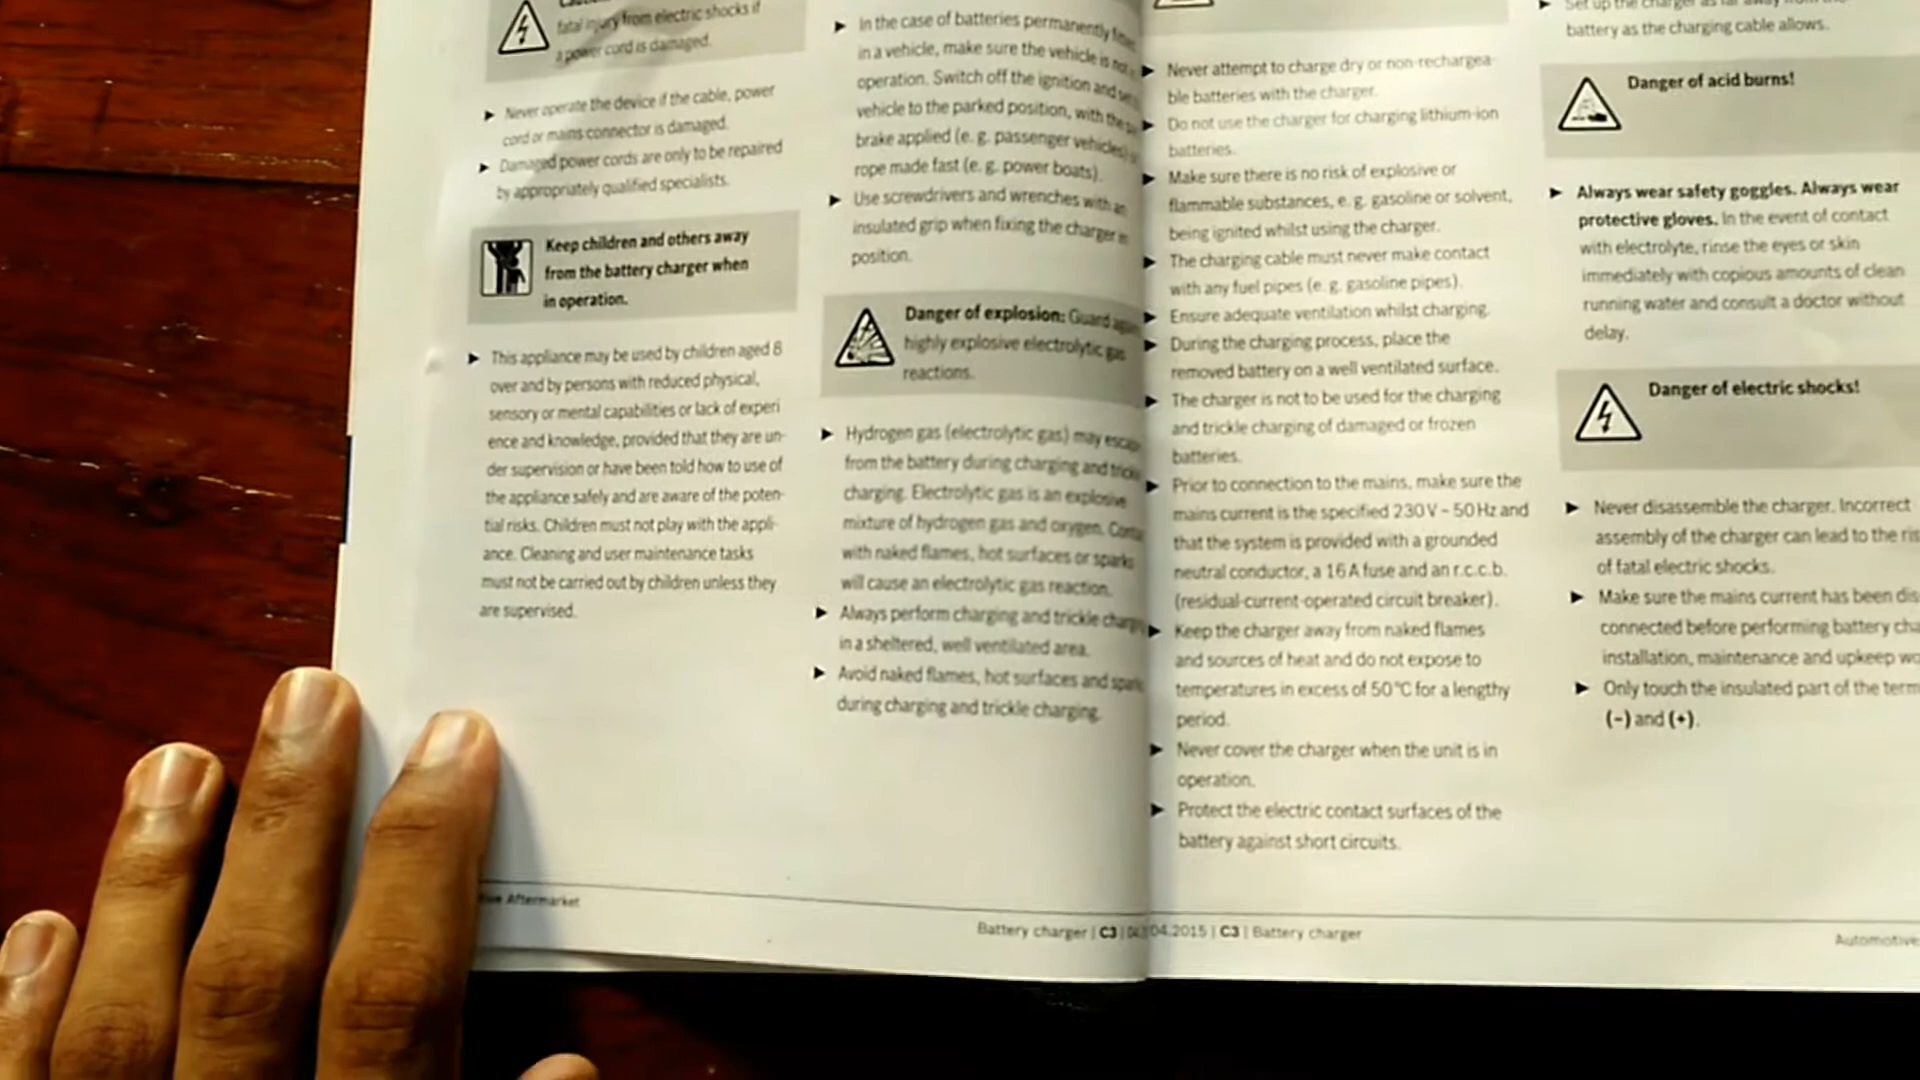 fatal injury from electric shocks if
a power cord is damaged.
► Never operate the device if the cable, power
cord or mains connector is damaged.
► Damaged power cords are only to be repaired
by appropriately qualified specialists.
Keep children and others away
from the battery charger when
in operation.
► This appliance may be used by children aged 8
over and by persons with reduced physical,
sensory or mental capabilities or lack of experi
ence and knowledge, provided that they are un-
der supervision or have been told how to use of
the appliance safely and are aware of the poten-
tial risks. Children must not play with the appli-
ance. Cleaning and user maintenance tasks
must not be carried out by children unless they
are supervised.
► In the case of batteries permanently
in a vehicle, make sure the vehicle is not
operation. Switch off the ignition and
vehicle to the parked position, with the
brake applied (e. g. passenger vehicles)
rope made fast (e. g. power boats).
► Use screwdrivers and wrenches with an
insulated grip when fixing the charger in
position.
Danger of explosion: Guard
highly explosive electrolytic gas
reactions.
► Hydrogen gas (electrolytic gas) may
from the battery during charging and
charging. Electrolytic gas is an explosive
mixture of hydrogen gas and oxygen.
with naked flames, hot surfaces or sparks
will cause an electrolytic gas reaction.
► Always perform charging and trickle
in a sheltered, well ventilated area.
► Avoid naked flames, hot surfaces and
during charging and trickle charging.
Aftermarket
Battery charger | C3 |
► Never attempt to charge dry or non-rechargea-
ble batteries with the charger.
► Do not use the charger for charging lithium-ion
batteries.
► Make sure there is no risk of explosive or
flammable substances, e. g. gasoline or solvent,
being ignited whilst using the charger.
► The charging cable must never make contact
with any fuel pipes (e. g. gasoline pipes).
► Ensure adequate ventilation whilst charging.
► During the charging process, place the
removed battery on a well ventilated surface.
► The charger is not to be used for the charging
and trickle charging of damaged or frozen
batteries.
► Prior to connection to the mains, make sure the
mains current is the specified 230 V – 50 Hz and
that the system is provided with a grounded
neutral conductor, a 16 A fuse and an r.c.c.b.
(residual-current-operated circuit breaker).
► Keep the charger away from naked flames
and sources of heat and do not expose to
temperatures in excess of 50 °C for a lengthy
period.
► Never cover the charger when the unit is in
operation.
► Protect the electric contact surfaces of the
battery against short circuits.
► Set up the charger as far away from
battery as the charging cable allows.
Danger of acid burns!
► Always wear safety goggles. Always wear
protective gloves. In the event of contact
with electrolyte, rinse the eyes or skin
immediately with copious amounts of clean
running water and consult a doctor without
delay.
Danger of electric shocks!
► Never disassemble the charger. Incorrect
assembly of the charger can lead to the
of fatal electric shocks.
► Make sure the mains current has been dis
connected before performing battery
installation, maintenance and upkeep
► Only touch the insulated part of the
(–) and (+).
04.2015 | C3 | Battery charger
Automotive